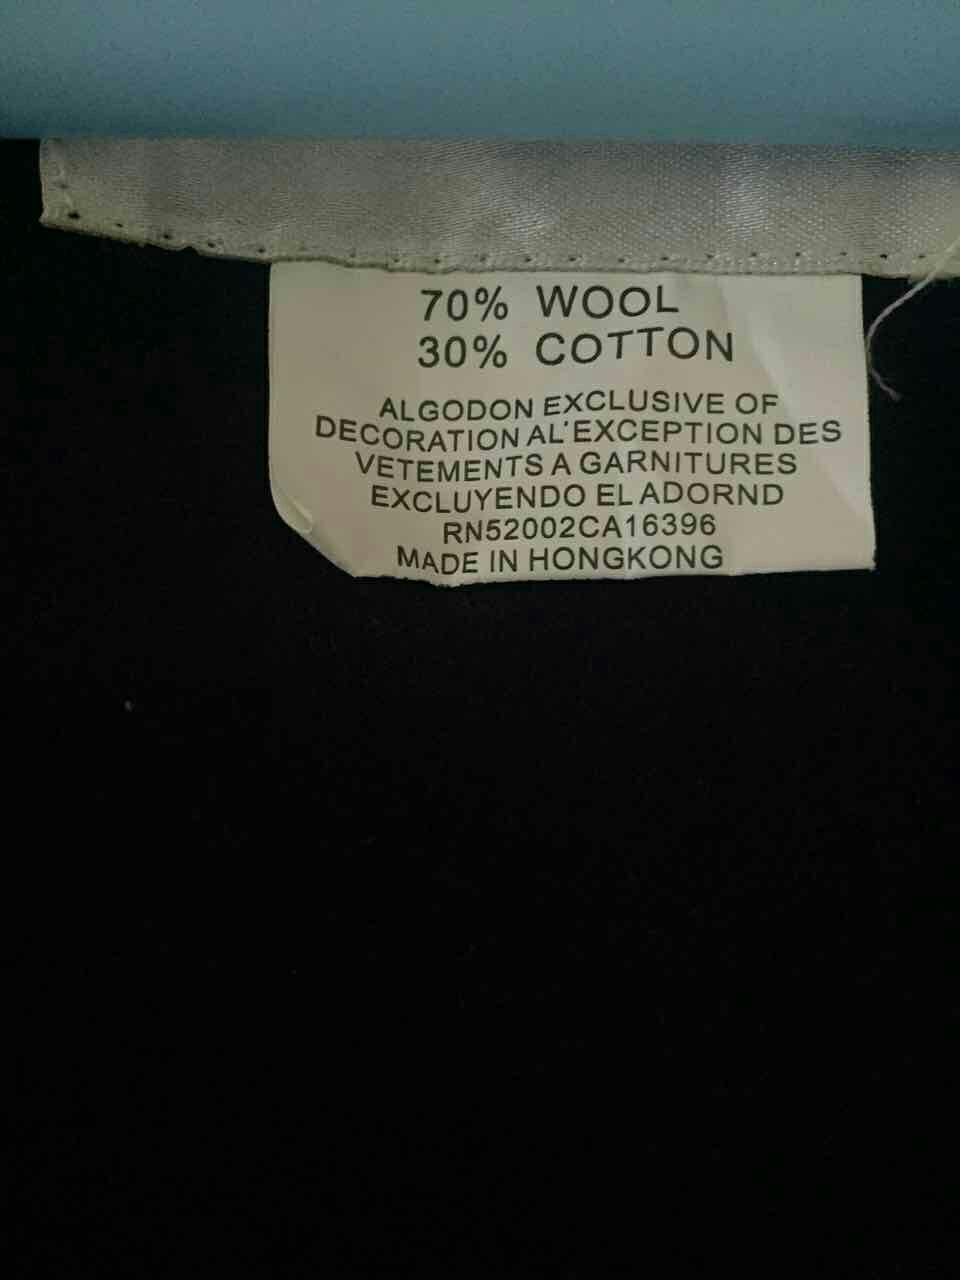 70% WOOL
30% COTTON
ALGODON EXCLUSIVE OF
DECORATION AL'EXCEPTION DES
VETEMENTS A GARNITURES
EXCLUYENDO EL ADORND
RN52002CA16396
MADE IN HONGKONG